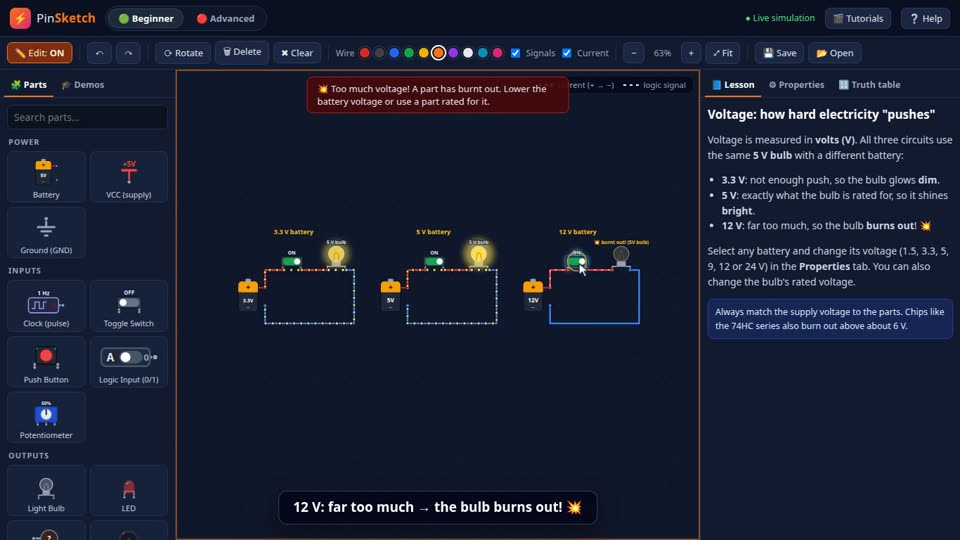 PinSketch
Beginner
Advanced
Live simulation
Tutorials
? Help
Edit: ON
Rotate
Delete
Clear
Wire
Signals
Current
63%
Fit
Save
Open
Parts
Demos
Search parts...
POWER
5V
Battery
+5V
VCC (supply)
Ground (GND)
INPUTS
1 Hz
Clock (pulse)
OFF
Toggle Switch
Push Button
A 0
Logic Input (0/1)
50%
Potentiometer
OUTPUTS
Light Bulb
LED
Too much voltage! A part has burnt out. Lower the
battery voltage or use a part rated for it.
(+ → −)
logic signal
3.3 V battery
ON
5 V bulb
3.3V
5 V battery
ON
5 V bulb
5V
12 V battery
burnt out! (5V bulb)
12V
12 V: far too much → the bulb burns out! 💥
Lesson
Properties
Truth table
Voltage: how hard electricity "pushes"
Voltage is measured in volts (V). All three circuits use
the same 5 V bulb with a different battery:
• 3.3 V: not enough push, so the bulb glows dim.
• 5 V: exactly what the bulb is rated for, so it shines
bright.
• 12 V: far too much, so the bulb burns out! 💥
Select any battery and change its voltage (1.5, 3.3, 5,
9, 12 or 24 V) in the Properties tab. You can also
change the bulb's rated voltage.
Always match the supply voltage to the parts. Chips like
the 74HC series also burn out above about 6 V.